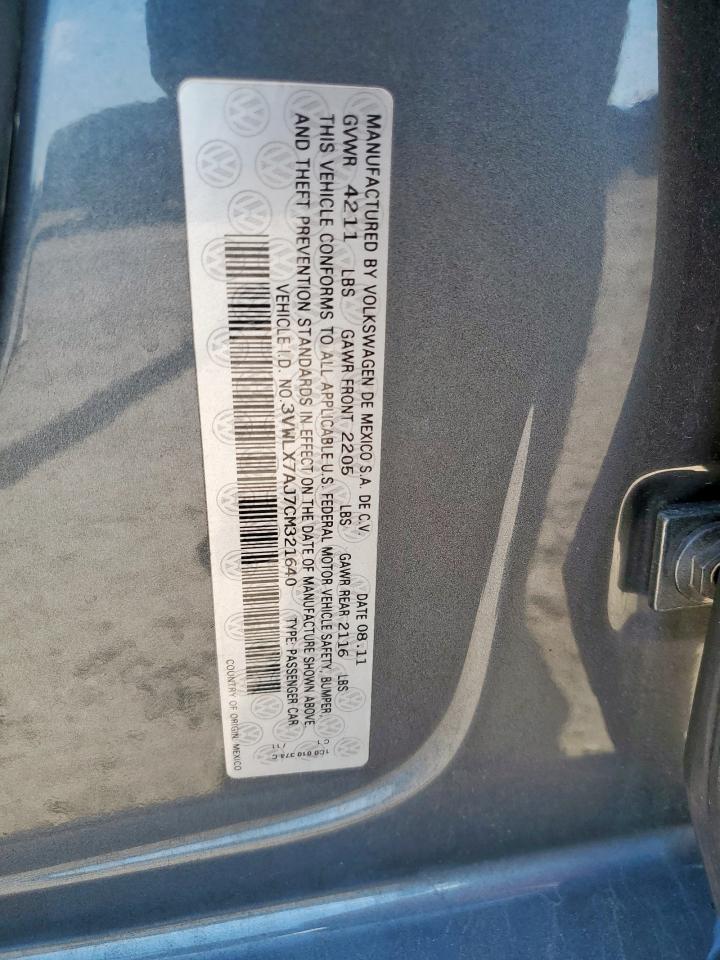 MANUFACTURED BY VOLKSWAGEN DE MEXICO S.A. DE C.V. DATE 08.11
GVWR 4211 LBS GAWR FRONT 2205 LBS GAWR REAR 2116 LBS
THIS VEHICLE CONFORMS TO ALL APPLICABLE U.S. FEDERAL MOTOR VEHICLE SAFETY, BUMPER,
AND THEFT PREVENTION STANDARDS IN EFFECT ON THE DATE OF MANUFACTURE SHOWN ABOVE.
VEHICLE I.D. NO.3VWLX7AJ7CM321640 TYPE: PASSENGER CAR
COUNTRY OF ORIGIN, MEXICO